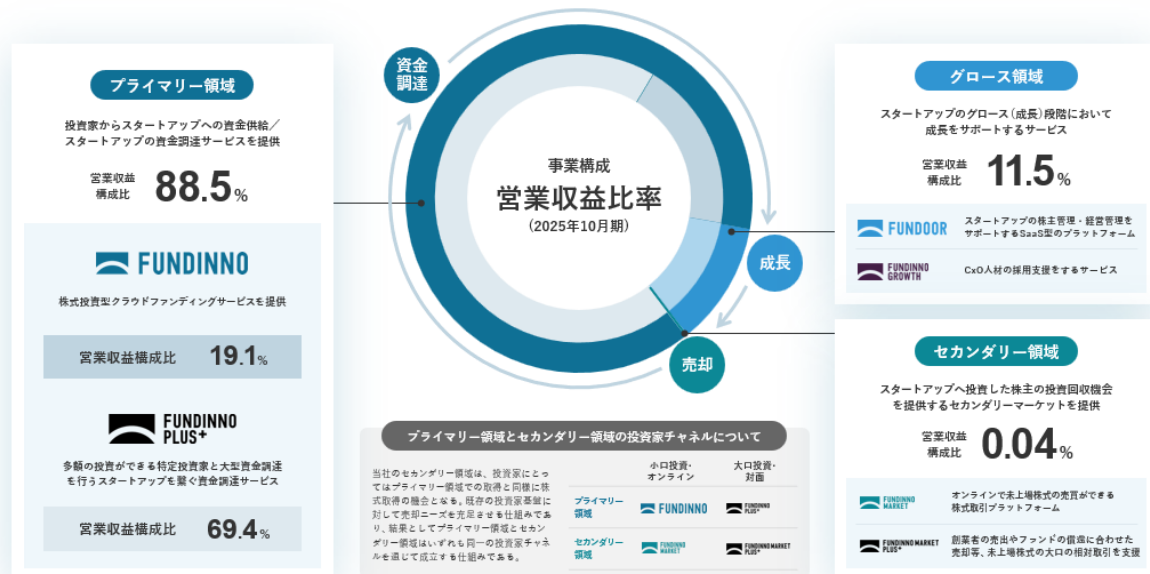 プライマリー領域
投資家からスタートアップへの資金供給／
スタートアップの資金調達サービスを提供
営業収益
構成比
88.5%
FUNDINNO
株式投資型クラウドファンディングサービスを提供
営業収益構成比 19.1%
FUNDINNO
PLUS+
多額の投資ができる特定投資家と大型資金調達
を行うスタートアップを繋ぐ資金調達サービス
営業収益構成比 69.4%
資金
調達
事業構成
営業収益比率
(2025年10月期)
成長
売却
プライマリー領域とセカンダリー領域の投資家チャネルについて
当社のセカンダリー領域は、投資家にとっ
てはプライマリー領域での取得と同様に株
式取得の機会となる。既存の投資家基盤に
対して売却ニーズを充足させる仕組みであ
り、結果としてプライマリー領域とセカン
ダリー領域はいずれも同一の投資家チャネ
ルを通じて成立する仕組みである。
小口投資・
オンライン
大口投資・
対面
プライマリー
領域
FUNDINNO
FUNDINNO
PLUS+
セカンダリー
領域
FUNDINNO
MARKET
FUNDINNO MARKET
PLUS+
グロース領域
スタートアップのグロース（成長）段階において
成長をサポートするサービス
営業収益
構成比
11.5%
FUNDOOR
スタートアップの株主管理・経営管理を
サポートするSaaS型のプラットフォーム
FUNDINNO
GROWTH
CxO人材の採用支援をするサービス
セカンダリー領域
スタートアップへ投資した株主の投資回収機会
を提供するセカンダリーマーケットを提供
営業収益
構成比
0.04%
FUNDINNO
MARKET
オンラインで未上場株式の売買ができる
株式取引プラットフォーム
FUNDINNO MARKET
PLUS+
創業者の売出やファンドの償還に合わせた
売却等、未上場株式の大口の相対取引を支援